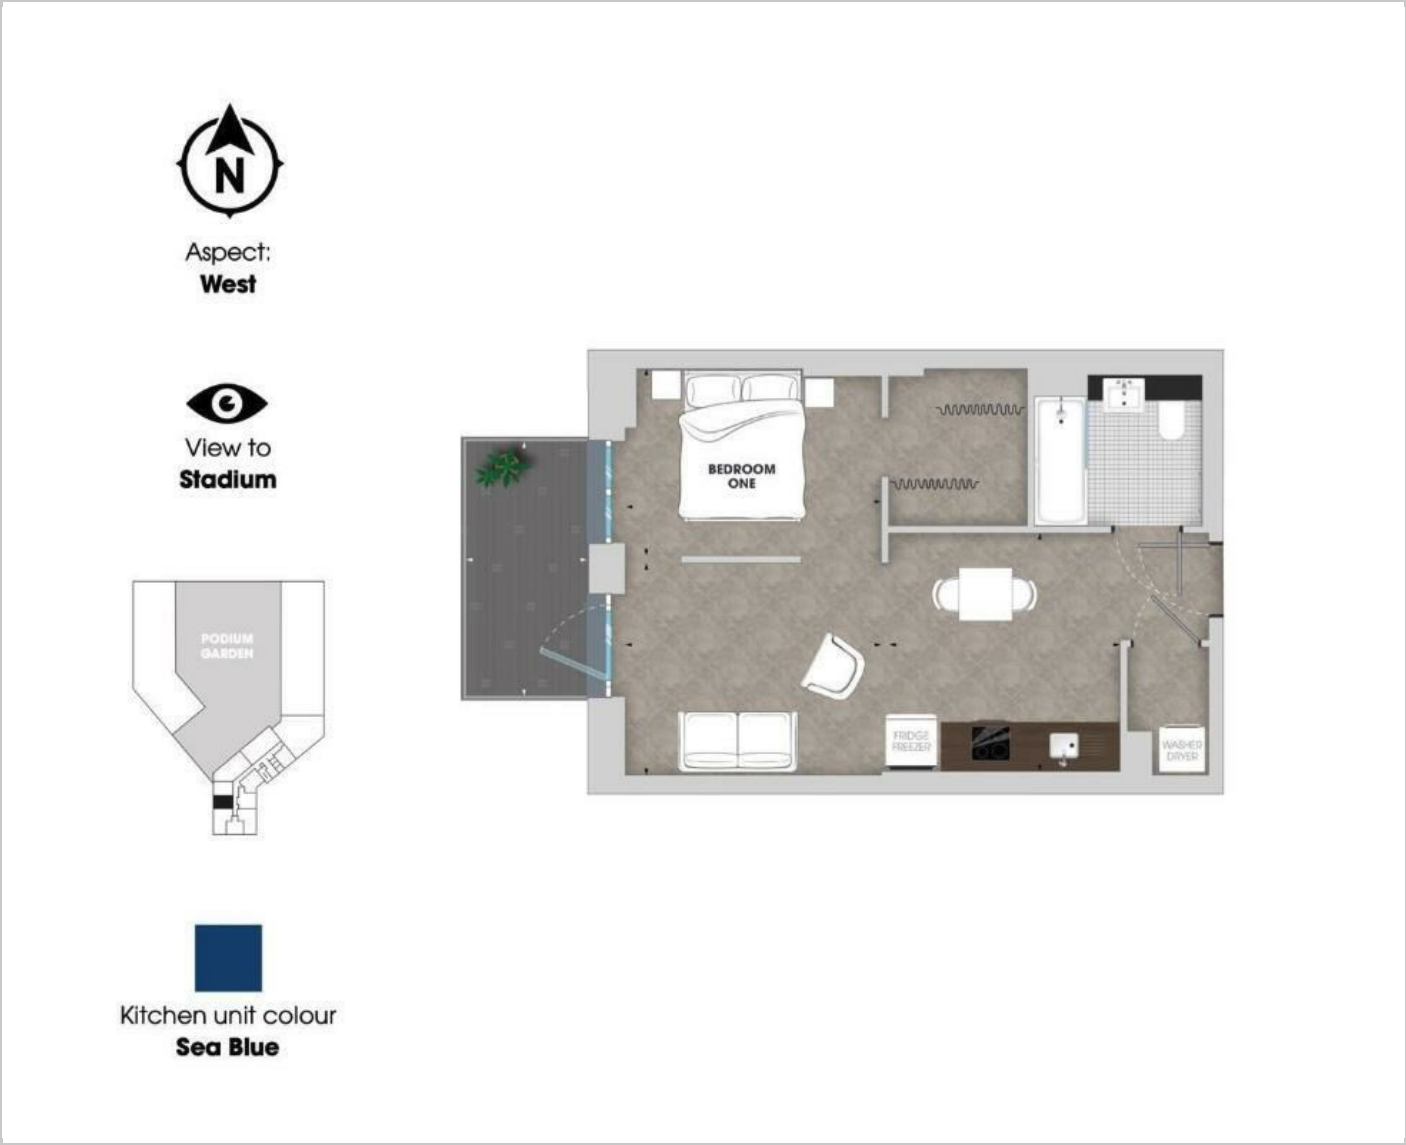 N
Aspect:
West
View to
Stadium
PODIUM
GARDEN
Kitchen unit colour
Sea Blue
BEDROOM
ONE
FRIDGE
FREEZER
WASHER
DRYER